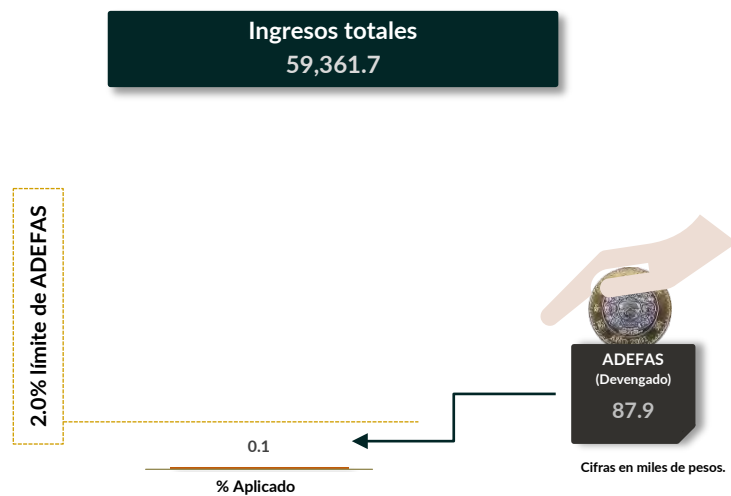 Ingresos totales
59,361.7
2.0% límite de ADEFAS
ADEFAS
(Devengado)
87.9
0.1
% Aplicado
Cifras en miles de pesos.